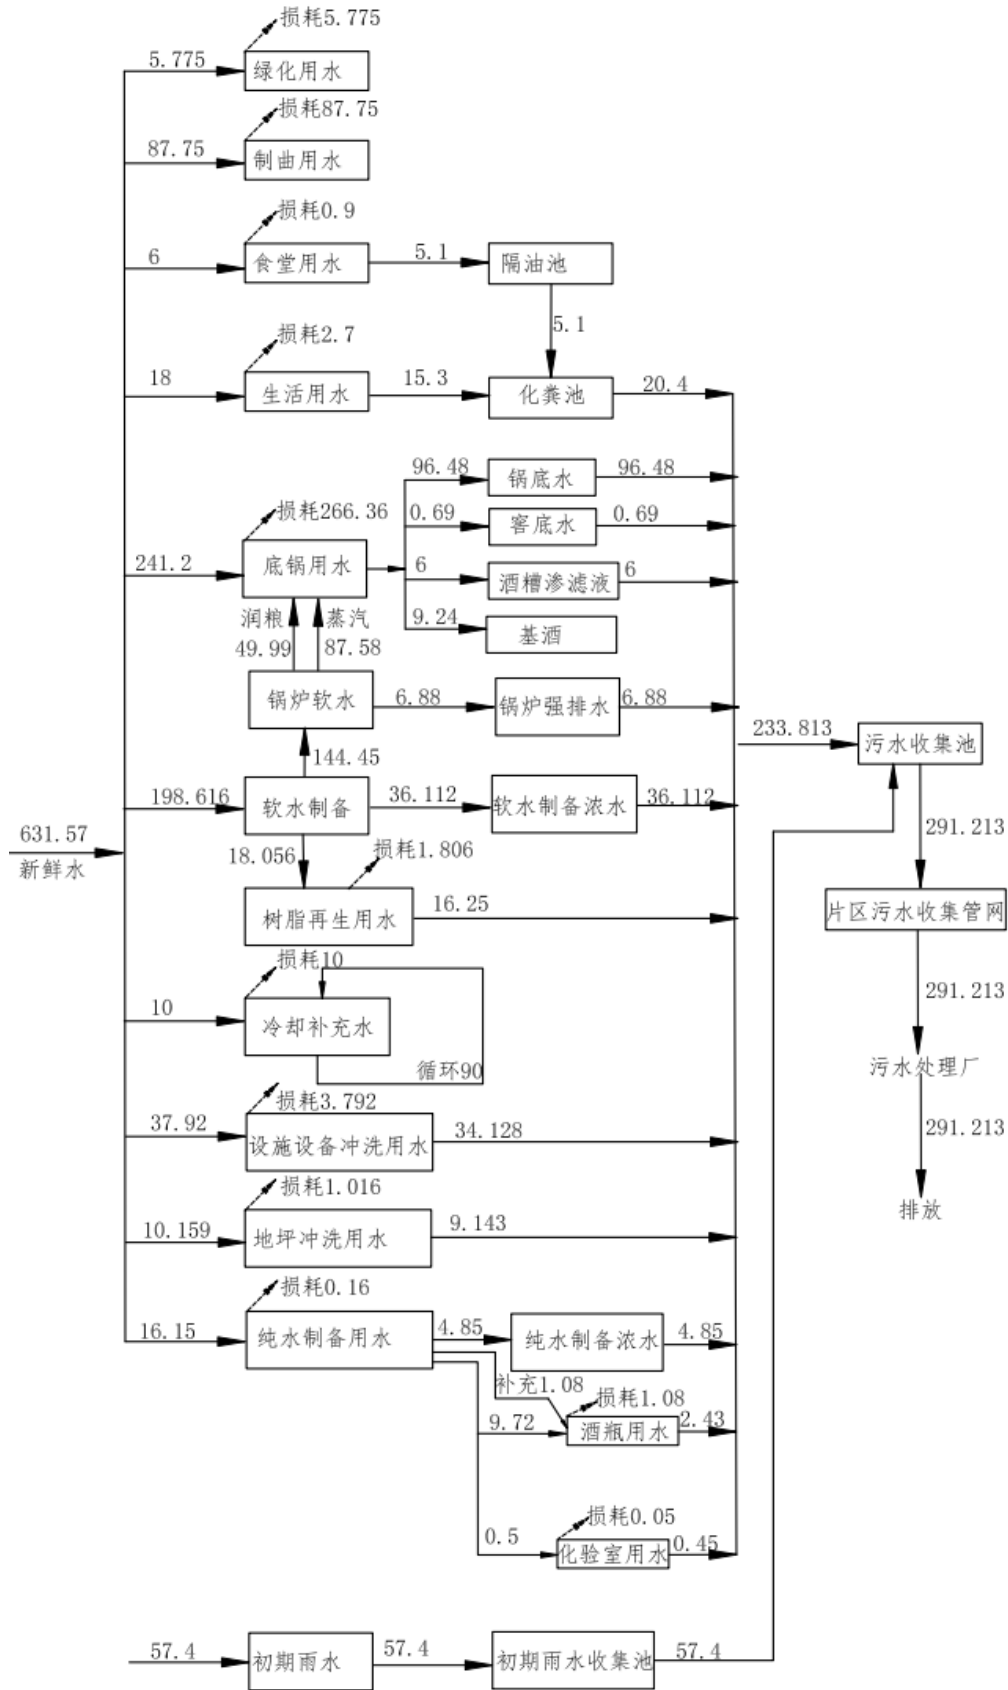 损耗5.775
5.775
绿化用水
损耗87.75
87.75
制曲用水
损耗0.9
6
食堂用水
5.1
隔油池
5.1
损耗2.7
18
生活用水
15.3
化粪池
20.4
96.48
锅底水
96.48
损耗266.36
0.69
窖底水
0.69
241.2
底锅用水
6
酒糟渗滤液
6
9.24
基酒
润粮
49.99
蒸汽
87.58
锅炉软水
6.88
锅炉强排水
6.88
144.45
233.813
污水收集池
198.616
软水制备
36.112
软水制备浓水
36.112
291.213
631.57
新鲜水
18.056
损耗1.806
树脂再生用水
16.25
片区污水收集管网
损耗10
291.213
10
冷却补充水
循环90
污水处理厂
损耗3.792
37.92
设施设备冲洗用水
34.128
291.213
损耗1.016
10.159
地坪冲洗用水
9.143
排放
损耗0.16
16.15
纯水制备用水
4.85
纯水制备浓水
4.85
补充1.08
损耗1.08
9.72
酒瓶用水
2.43
损耗0.05
0.5
化验室用水
0.45
57.4
初期雨水
57.4
初期雨水收集池
57.4